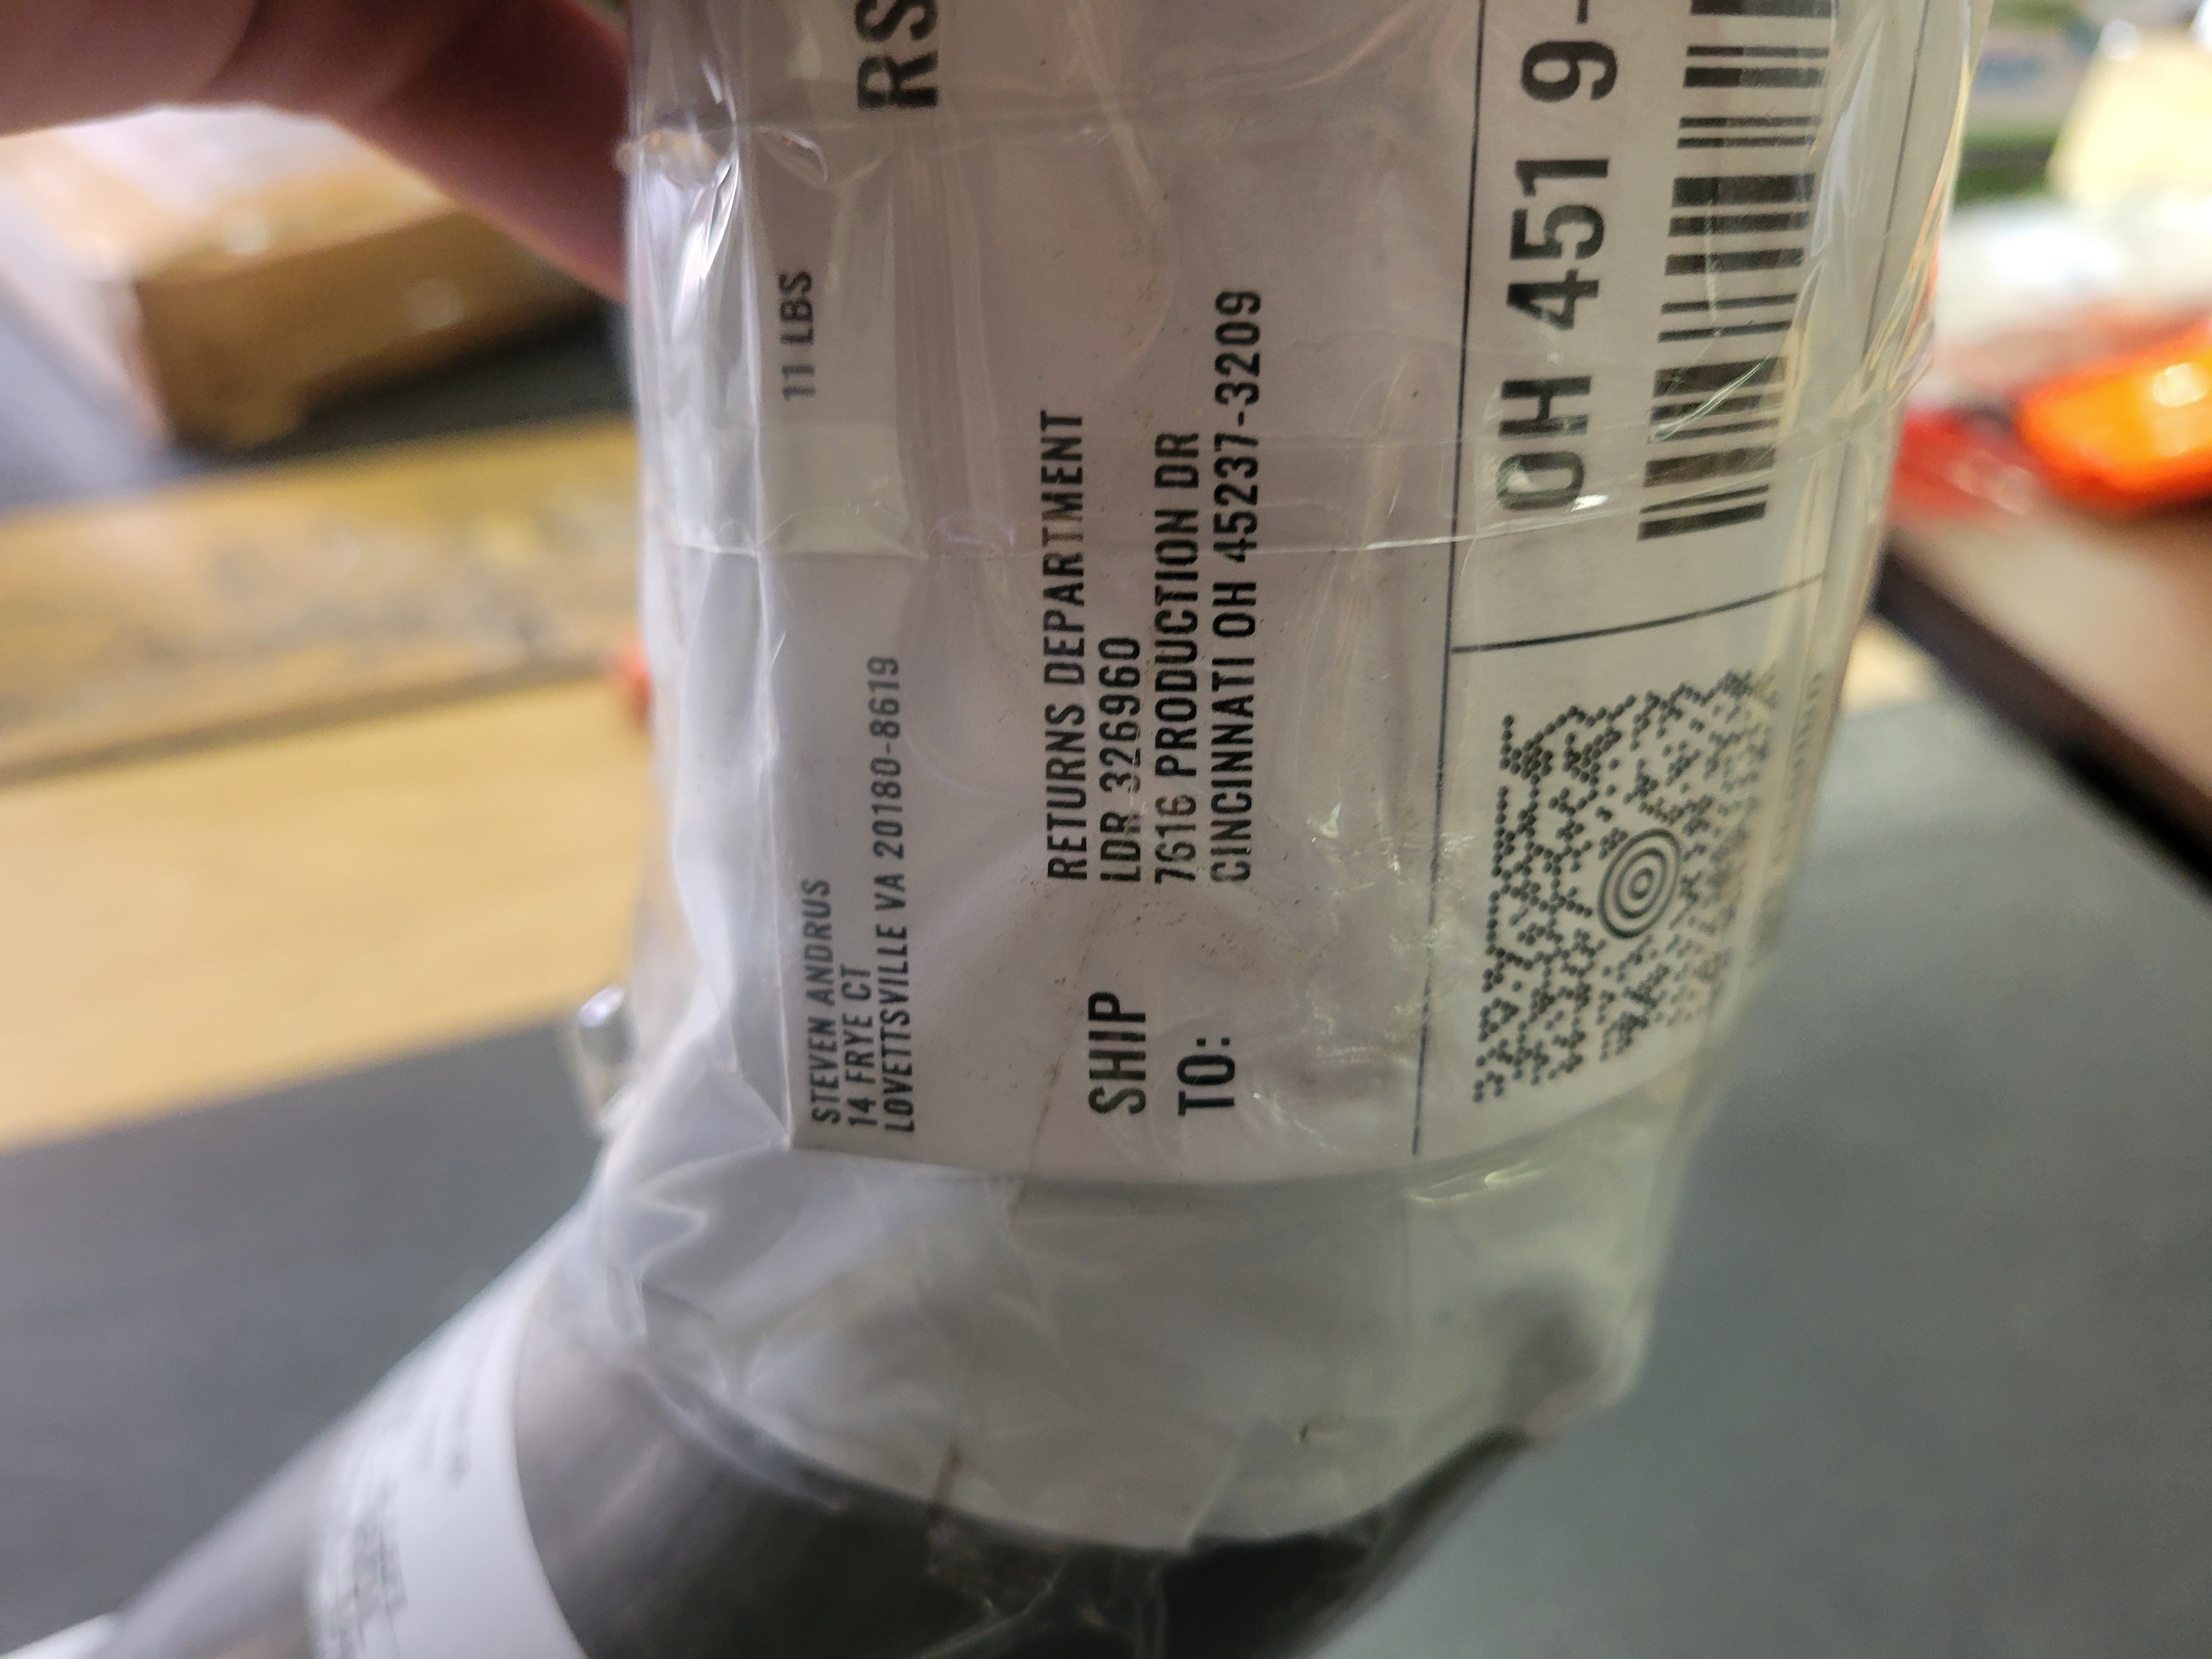 STEVEN ANDRUS
14 FRYE CT
LOVETTSVILLE VA 20180-8619
11 LBS
RS
SHIP
TO:
RETURNS DEPARTMENT
LDR 326960
7616 PRODUCTION DR
CINCINNATI OH 45237-3209
OH 451 9-